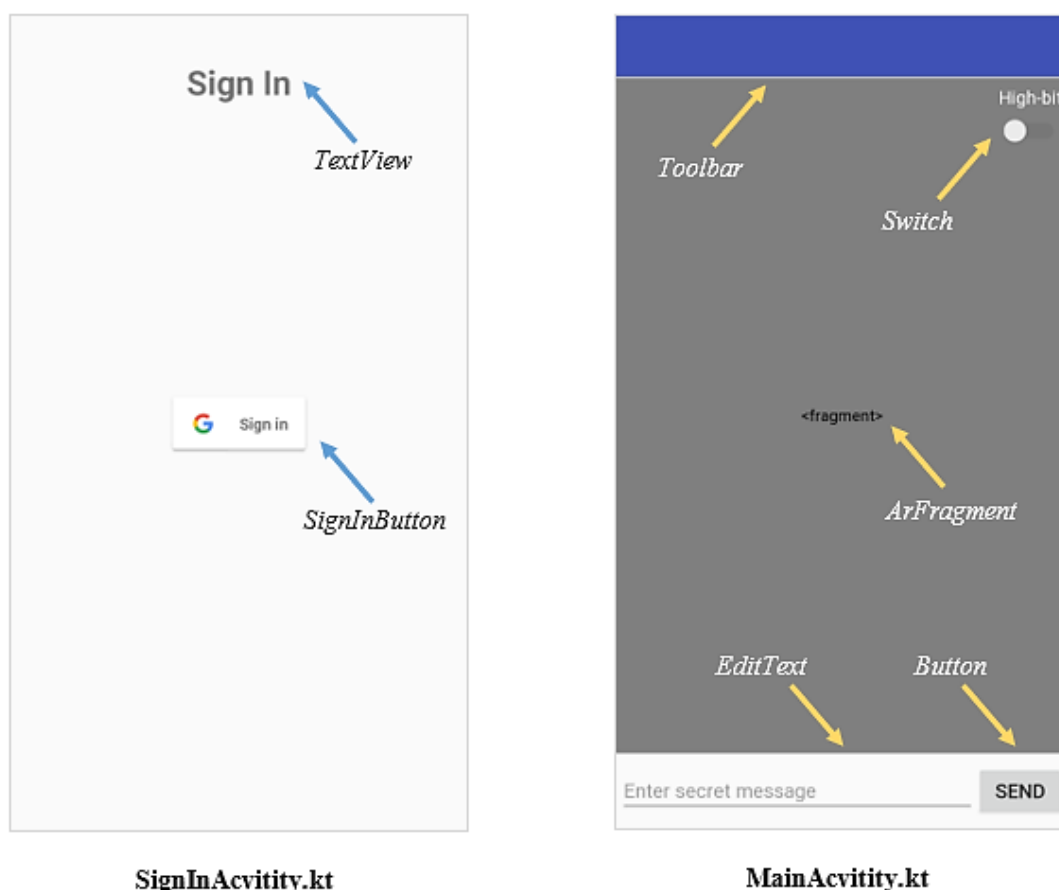 Sign In
TextView
Sign in
SignInButton
SignInAcvitity.kt
High-bit
Toolbar
Switch
<fragment>
ArFragment
EditText
Button
Enter secret message
SEND
MainAcvitity.kt